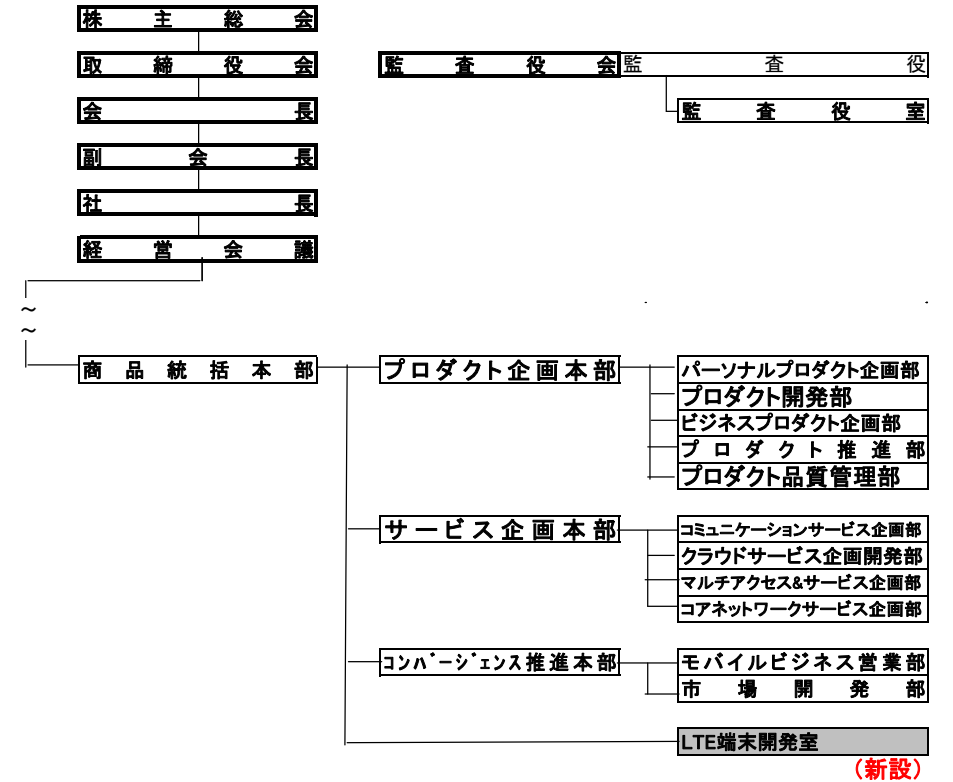 株主総会
取締役会
監査役会 監査役
会長 監査役室
副会長
社長
経営会議
～
～
商品統括本部 プロダクト企画本部 パーソナルプロダクト企画部
プロダクト開発部
ビジネスプロダクト企画部
プロダクト推進部
プロダクト品質管理部
サービス企画本部 コミュニケーションサービス企画部
クラウドサービス企画開発部
マルチアクセス&サービス企画部
コアネットワークサービス企画部
ｺﾝﾊﾞｰｼﾞｪﾝｽ推進本部 モバイルビジネス営業部
市場開発部
LTE端末開発室
（新設）